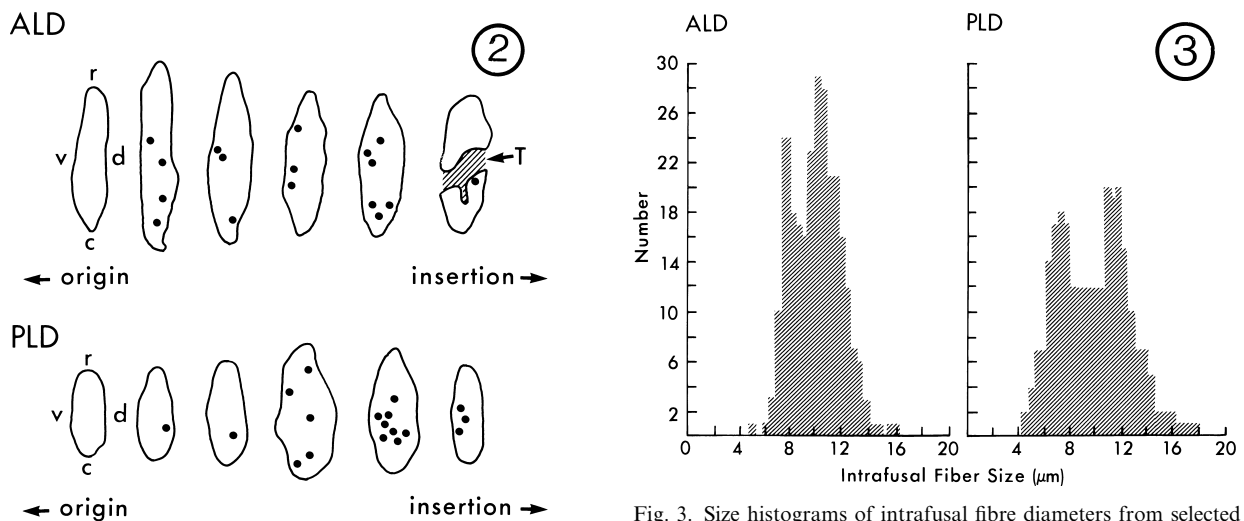 ALD
2
r
v d
c
T
← origin insertion →
PLD
r
v d
c
← origin insertion →
ALD PLD
3
Number
30
26
22
18
14
10
6
2
0 4 8 12 16 20 4 8 12 16 20
Intrafusal Fiber Size (μm)
Fig. 3. Size histograms of intrafusal fibre diameters from selected